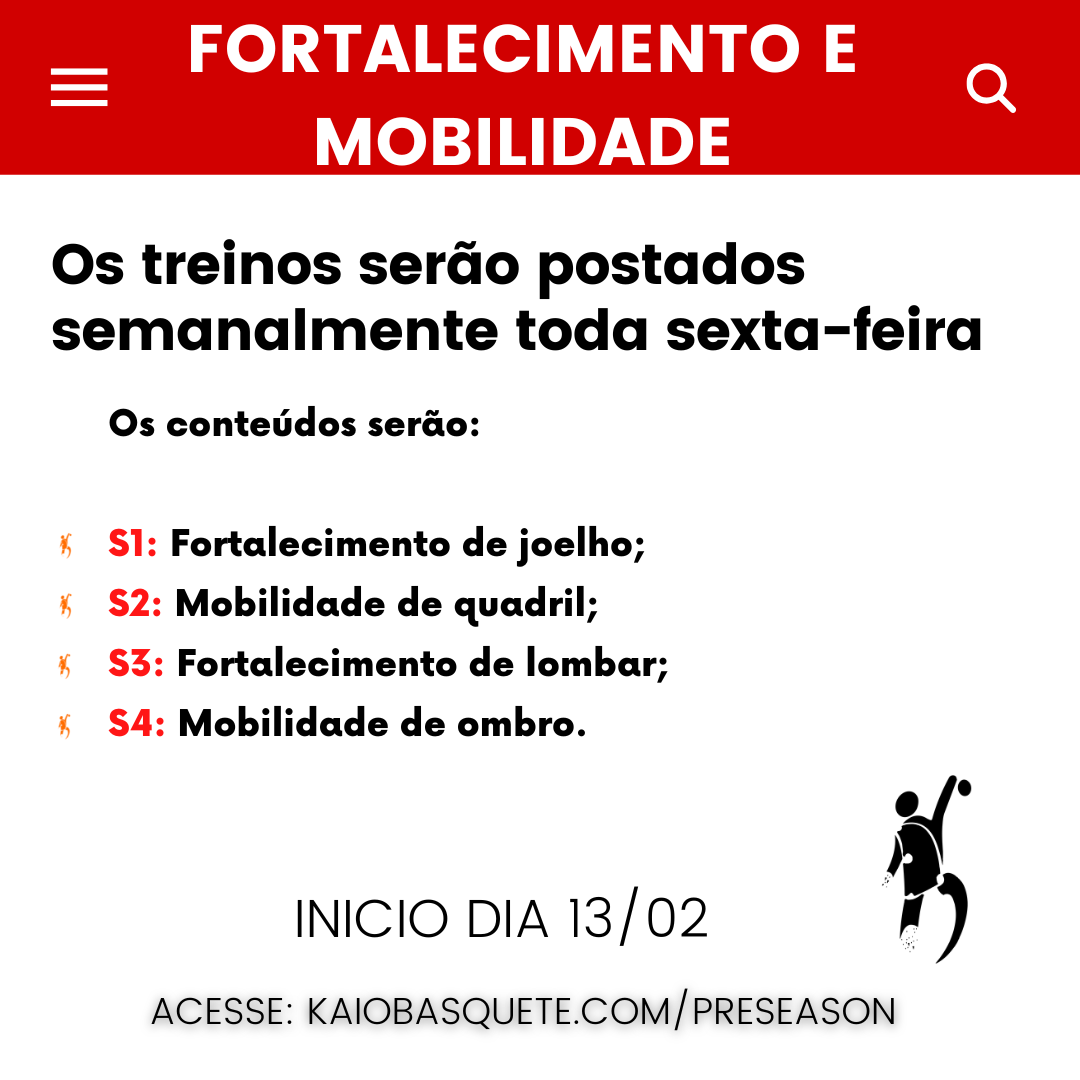 FORTALECIMENTO E
MOBILIDADE
Os treinos serão postados
semanalmente toda sexta-feira
Os conteúdos serão:
S1: Fortalecimento de joelho;
S2: Mobilidade de quadril;
S3: Fortalecimento de lombar;
S4: Mobilidade de ombro.
INICIO DIA 13/02
ACESSE: KAIOBASQUETE.COM/PRESEASON